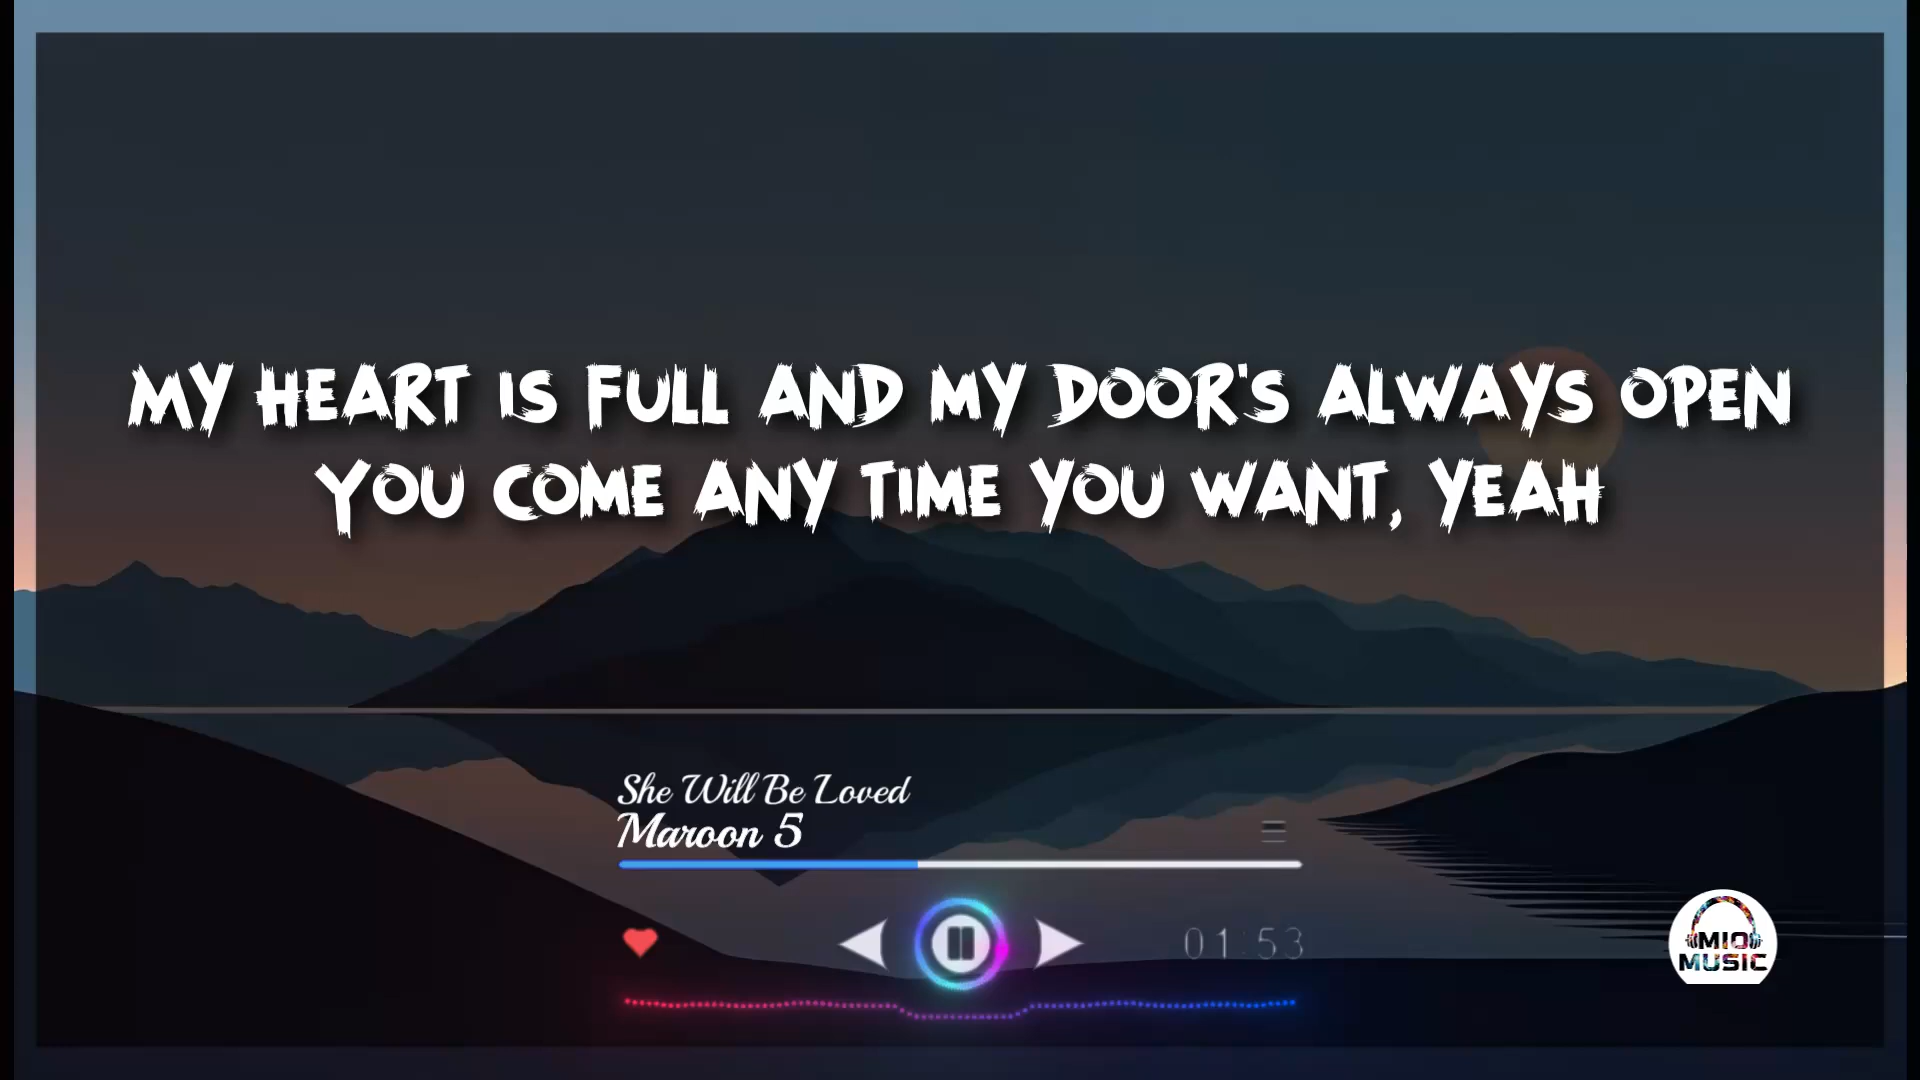 MY HEART IS FULL AND MY DOOR'S ALWAYS OPEN
YOU COME ANY TIME YOU WANT, YEAH
She Will Be Loved
Maroon 5
01:53
MIO
MUSIC